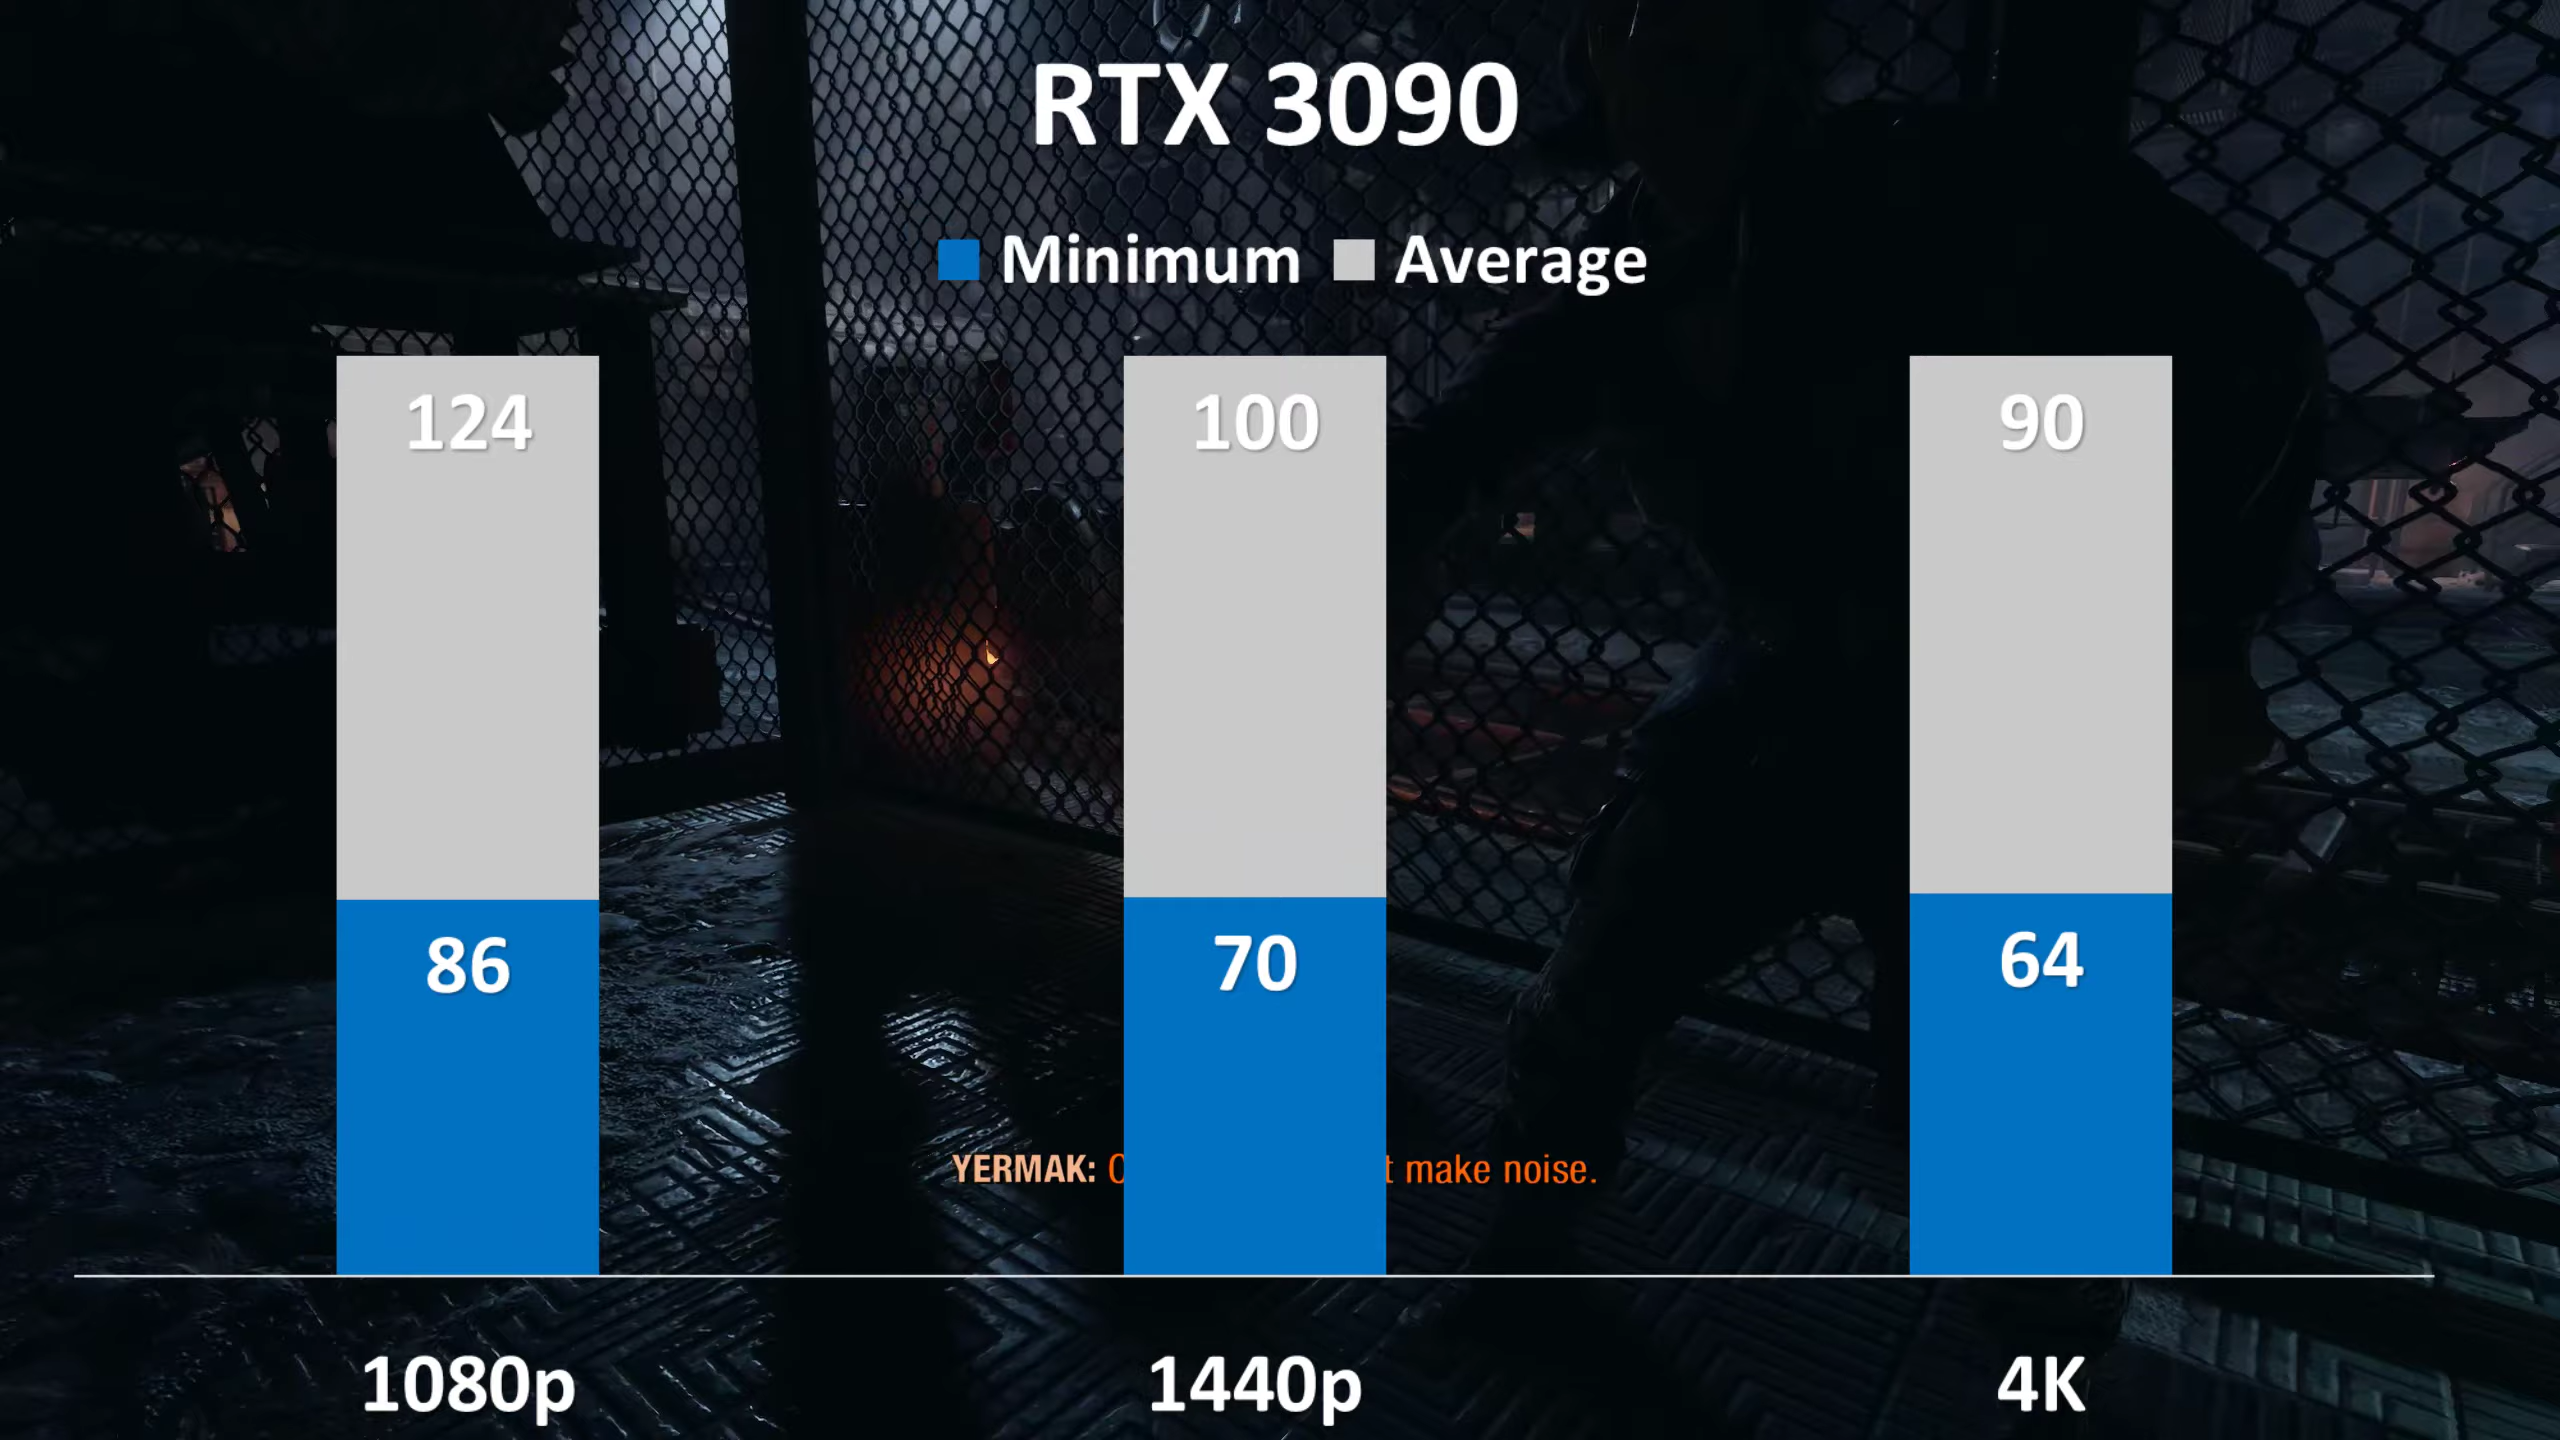 RTX 3090
Minimum Average
124 100 90
86 70 64
YERMAK: make noise.
1080p 1440p 4K